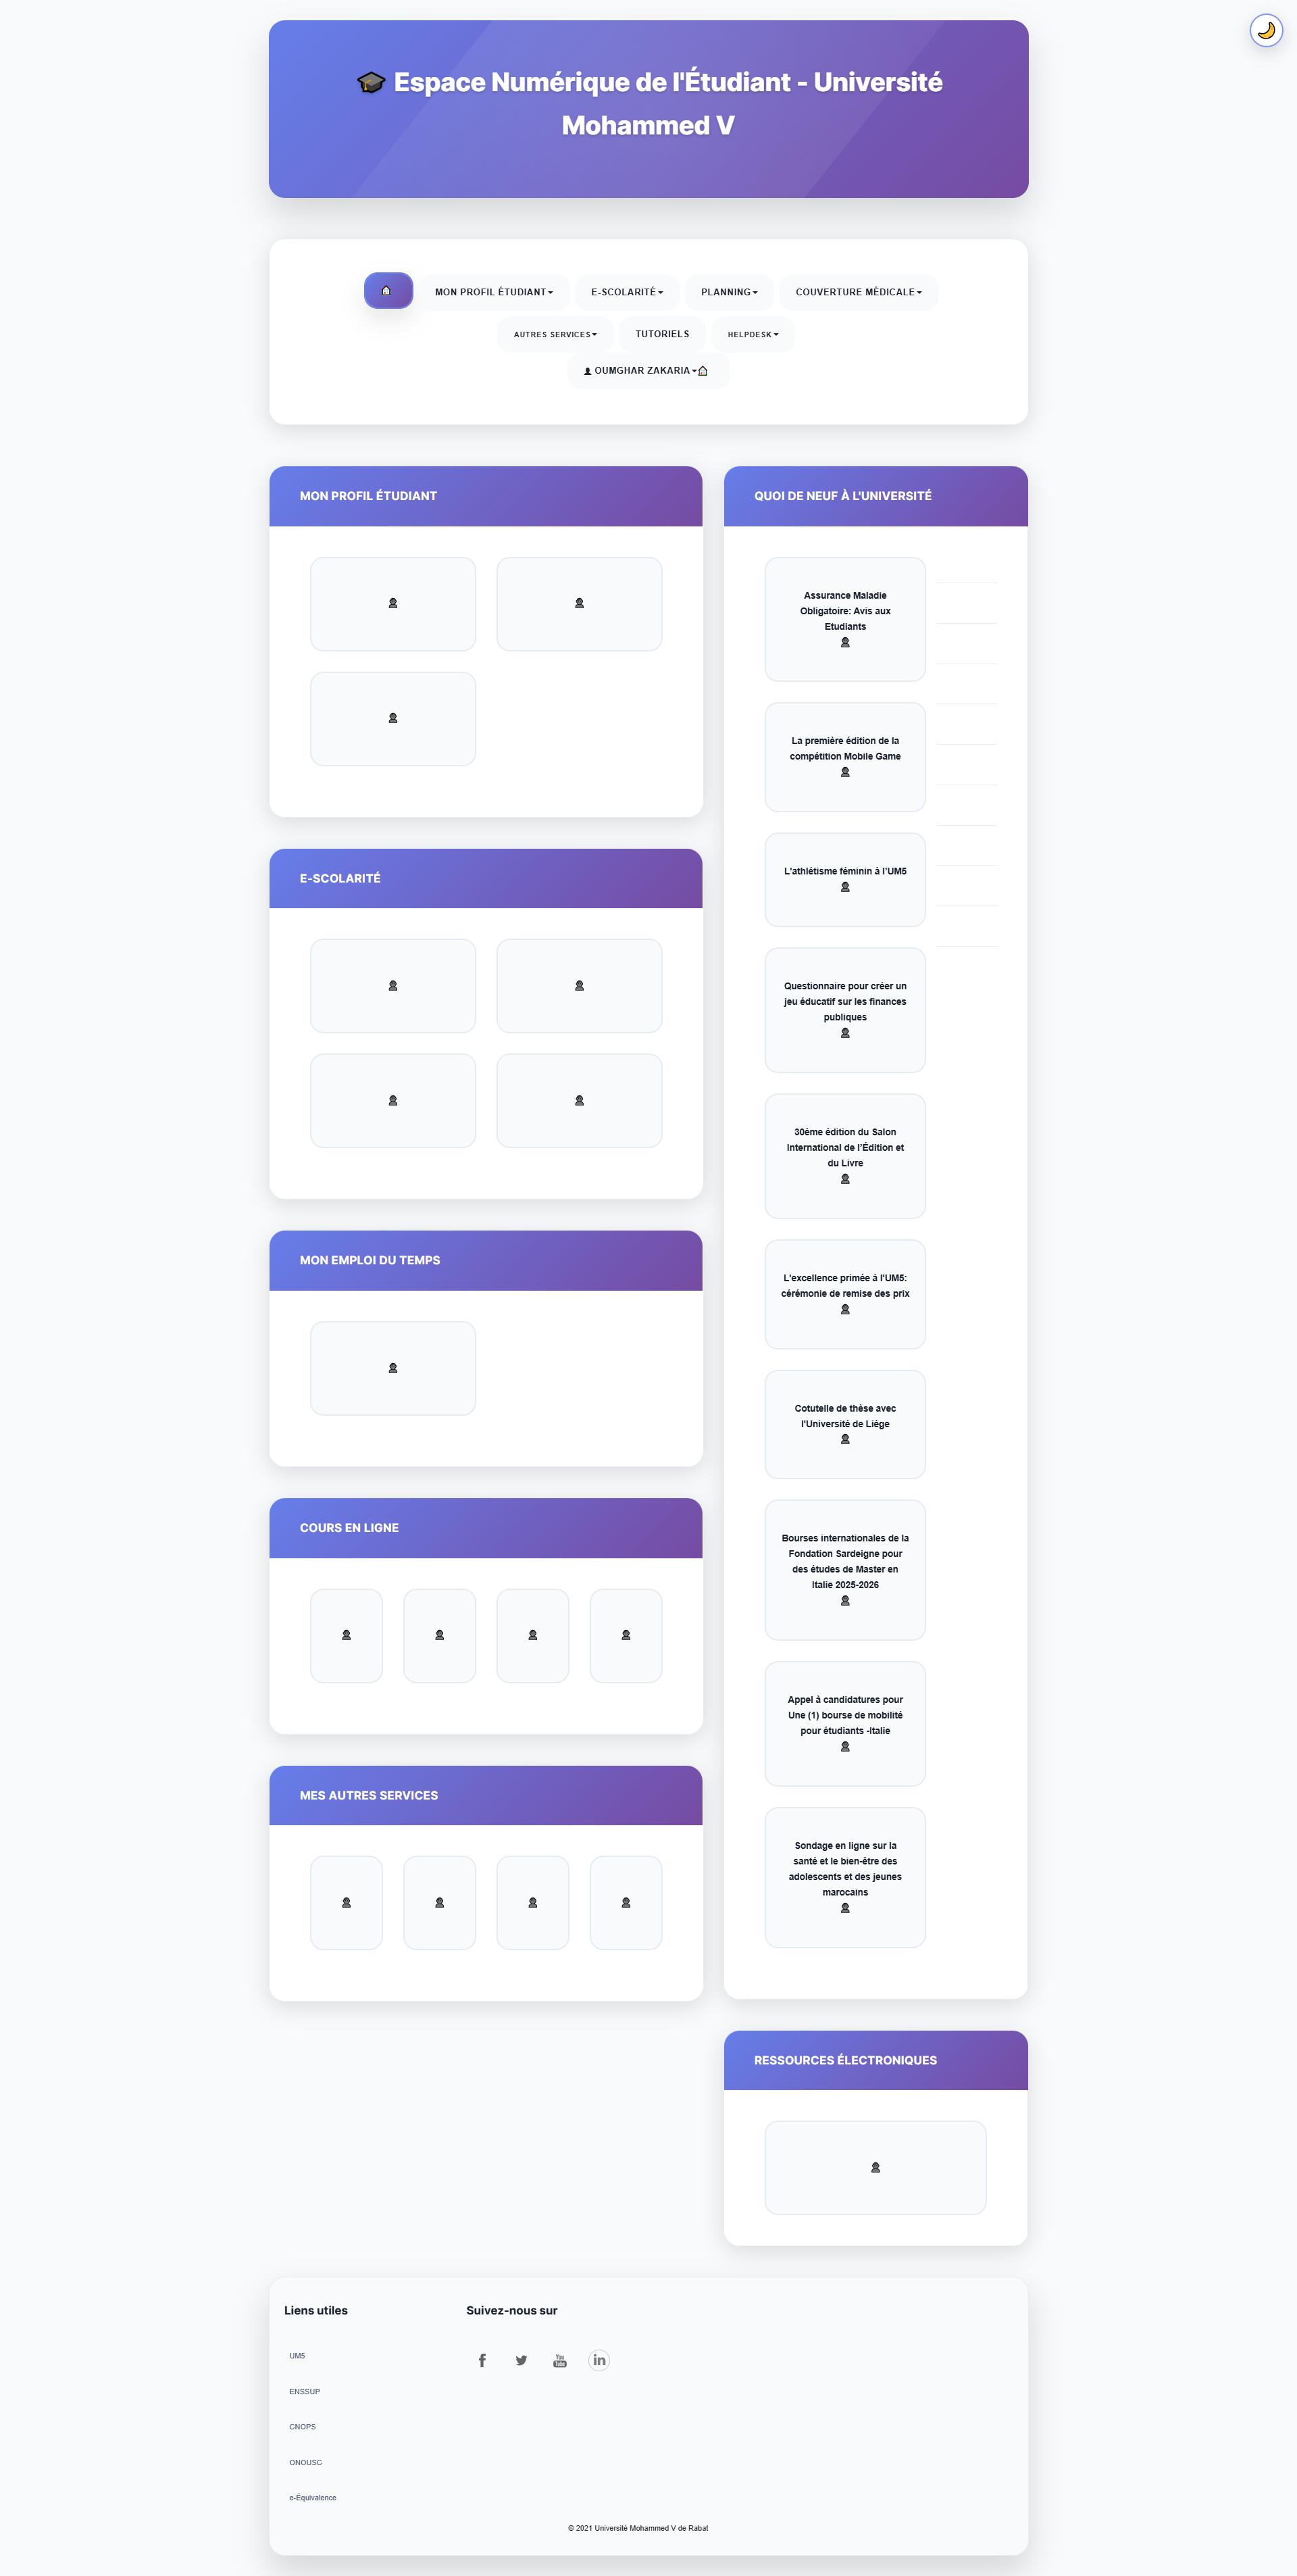 Espace Numérique de l'Étudiant - Université
Mohammed V
MON PROFIL ÉTUDIANT
E-SCOLARITÉ
PLANNING
COUVERTURE MÉDICALE
AUTRES SERVICES
TUTORIELS
HELPDESK
OUMGHAR ZAKARIA
MON PROFIL ÉTUDIANT
E-SCOLARITÉ
MON EMPLOI DU TEMPS
COURS EN LIGNE
MES AUTRES SERVICES
QUOI DE NEUF À L'UNIVERSITÉ
Assurance Maladie
Obligatoire: Avis aux
Etudiants
La première édition de la
compétition Mobile Game
L'athlétisme féminin à l'UM5
Questionnaire pour créer un
jeu éducatif sur les finances
publiques
30ème édition du Salon
International de l'Édition et
du Livre
L'excellence primée à l'UM5:
cérémonie de remise des prix
Cotutelle de thèse avec
l'Université de Liège
Bourses internationales de la
Fondation Sardeigne pour
des études de Master en
Italie 2025-2026
Appel à candidatures pour
Une (1) bourse de mobilité
pour étudiants -Italie
Sondage en ligne sur la
santé et le bien-être des
adolescents et des jeunes
marocains
RESSOURCES ÉLECTRONIQUES
Liens utiles
UM5
ENSSUP
CNOPS
ONOUSC
e-Équivalence
Suivez-nous sur
You
Tube
© 2021 Université Mohammed V de Rabat